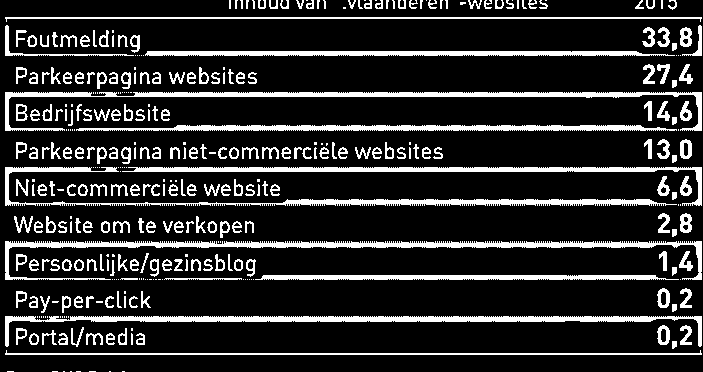 Inhoud van ".vlaanderen"-websites 2015
Foutmelding 33,8
Parkeerpagina websites 27,4
Bedrijfswebsite 14,6
Parkeerpagina niet-commerciële websites 13,0
Niet-commerciële website 6,6
Website om te verkopen 2,8
Persoonlijke/gezinsblog 1,4
Pay-per-click 0,2
Portal/media 0,2